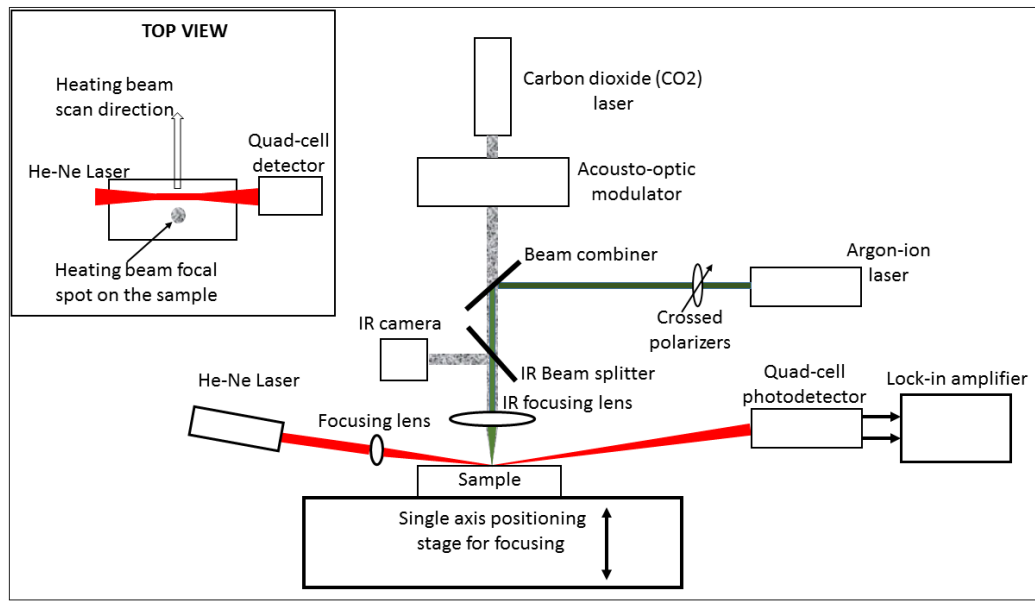 TOP VIEW
Heating beam
scan direction
He-Ne Laser
Quad-cell
detector
Heating beam focal
spot on the sample
Carbon dioxide (CO2)
laser
Acousto-optic
modulator
Beam combiner
Argon-ion
laser
Crossed
polarizers
IR camera
IR Beam splitter
He-Ne Laser
Focusing lens
IR focusing lens
Quad-cell
photodetector
Lock-in amplifier
Sample
Single axis positioning
stage for focusing